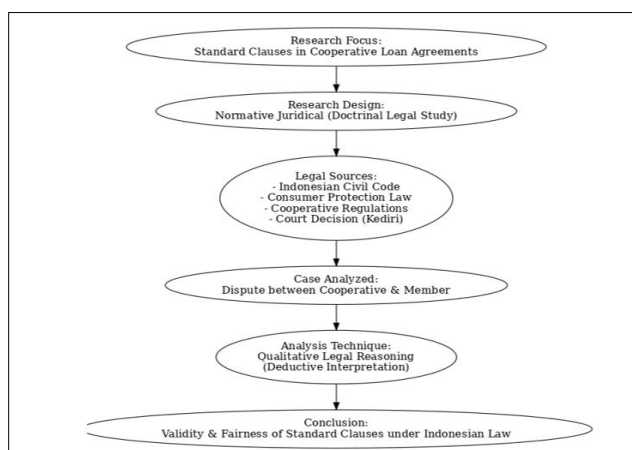 Research Focus:
Standard Clauses in Cooperative Loan Agreements
Research Design:
Normative Juridical (Doctrinal Legal Study)
Legal Sources:
- Indonesian Civil Code
- Consumer Protection Law
- Cooperative Regulations
- Court Decision (Kediri)
Case Analyzed:
Dispute between Cooperative & Member
Analysis Technique:
Qualitative Legal Reasoning
(Deductive Interpretation)
Conclusion:
Validity & Fairness of Standard Clauses under Indonesian Law